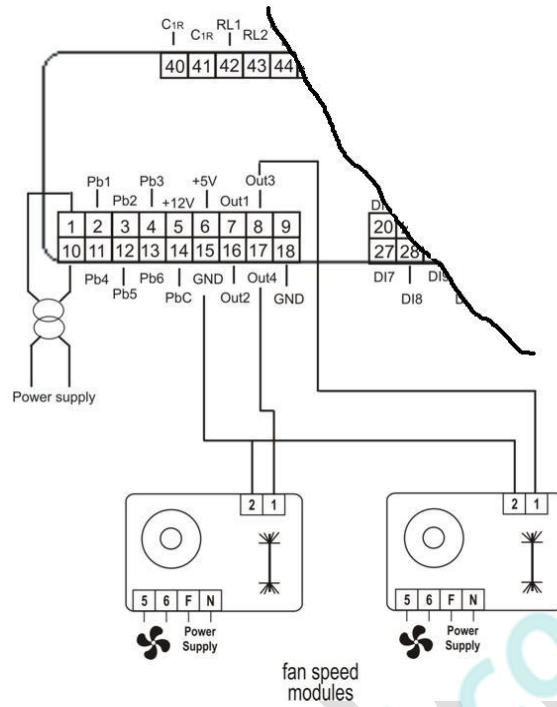 C1R RL1
C1R RL2
40 41 42 43 44
Pb1 Pb3 +5V Out3
Pb2 +12V Out1
1 2 3 4 5 6 7 8 9
10 11 12 13 14 15 16 17 18
Pb4 Pb6 GND Out4
Pb5 PbC Out2 GND
20
27 28
DI7
DI8
Power supply
2 1
2 1
5 6 F N
5 6 F N
Power
Supply
Power
Supply
fan speed
modules